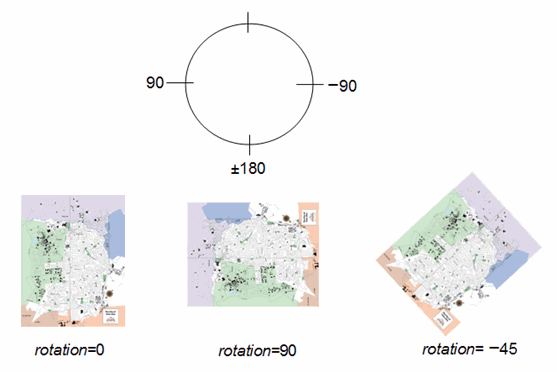 90
−90
±180
rotation=0
rotation=90
rotation= −45